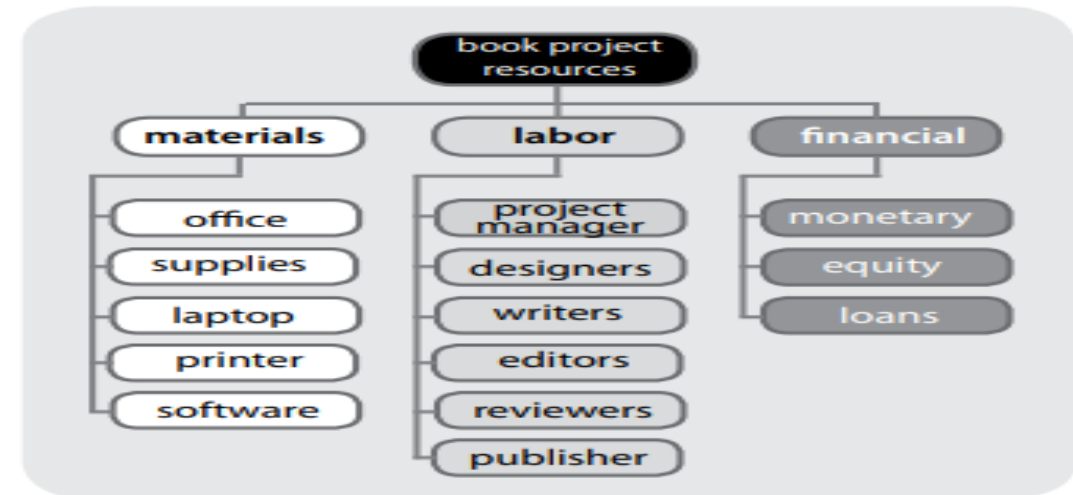 book project
resources
materials
office
supplies
laptop
printer
software
labor
project
manager
designers
writers
editors
reviewers
publisher
financial
monetary
equity
loans